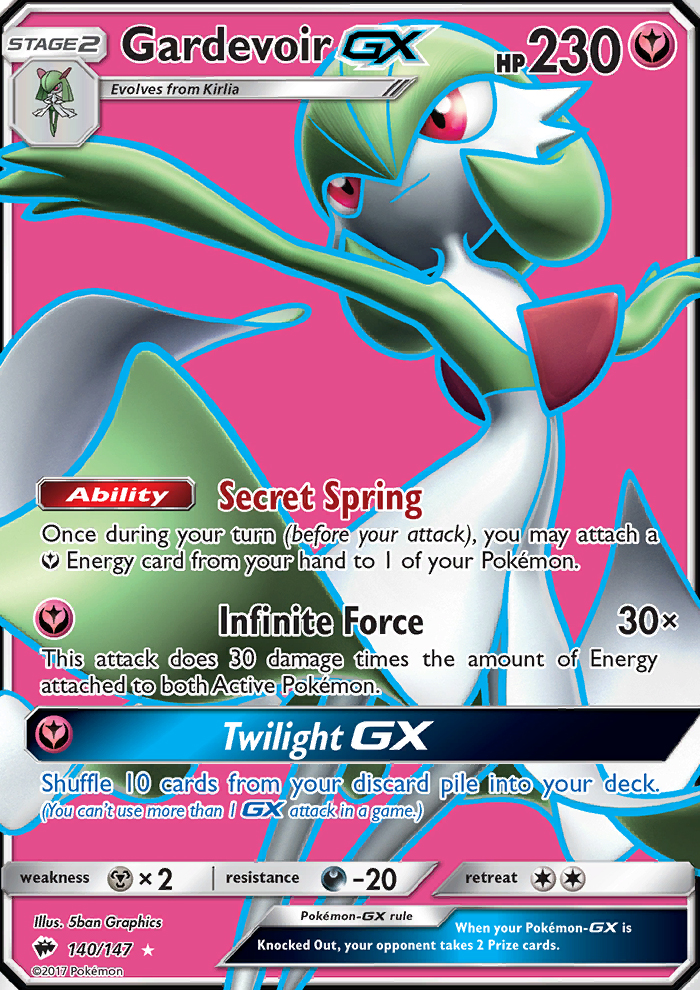 STAGE 2 Gardevoir GX HP 230
Evolves from Kirlia
Ability Secret Spring
Once during your turn (before your attack), you may attach a
Energy card from your hand to 1 of your Pokémon.
Infinite Force 30×
This attack does 30 damage times the amount of Energy
attached to both Active Pokémon.
Twilight GX
Shuffle 10 cards from your discard pile into your deck.
(You can't use more than 1 GX attack in a game.)
weakness ×2 resistance -20 retreat
Illus. 5ban Graphics
140/147
©2017 Pokémon
Pokémon-GX rule
When your Pokémon-GX is
Knocked Out, your opponent takes 2 Prize cards.